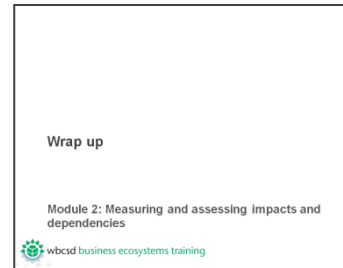 Wrap up
Module 2: Measuring and assessing impacts and
dependencies
wbcsd business ecosystems training